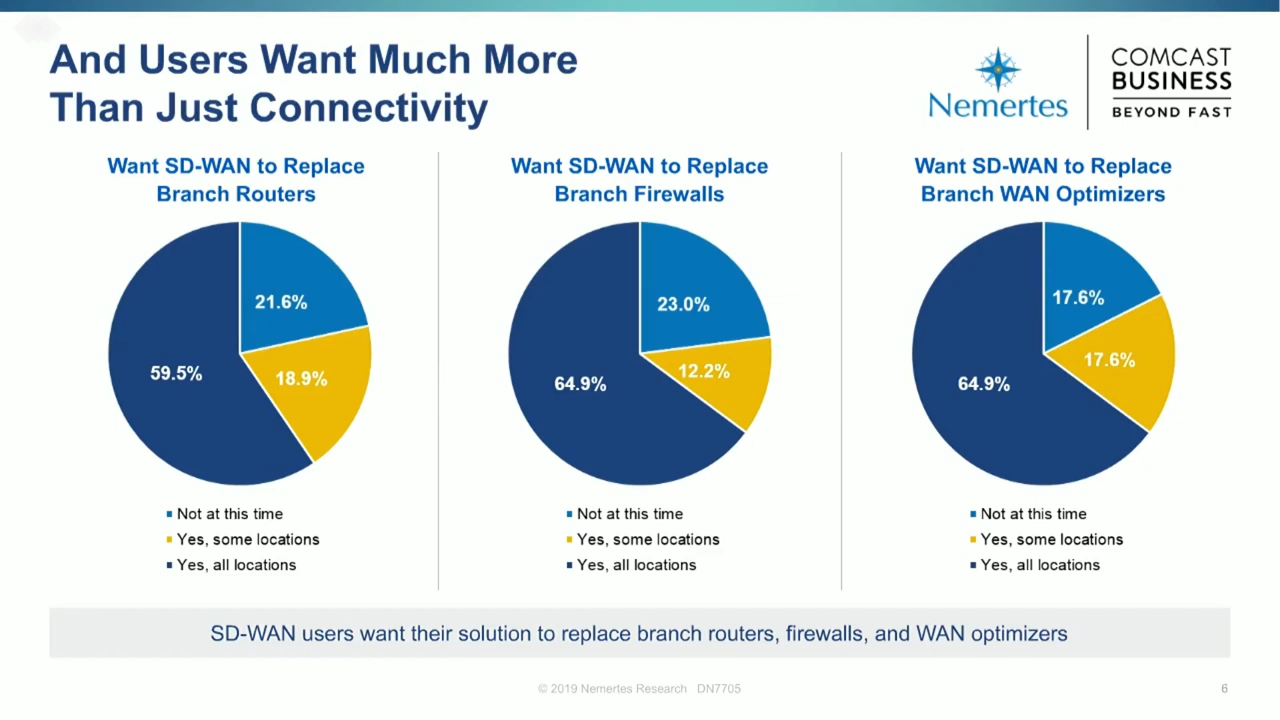 And Users Want Much More
Than Just Connectivity
Nemertes
COMCAST
BUSINESS
BEYOND FAST
Want SD-WAN to Replace
Branch Routers
21.6%
18.9%
59.5%
Not at this time
Yes, some locations
Yes, all locations
Want SD-WAN to Replace
Branch Firewalls
23.0%
12.2%
64.9%
Not at this time
Yes, some locations
Yes, all locations
Want SD-WAN to Replace
Branch WAN Optimizers
17.6%
17.6%
64.9%
Not at this time
Yes, some locations
Yes, all locations
SD-WAN users want their solution to replace branch routers, firewalls, and WAN optimizers
© 2019 Nemertes Research DN7705
6